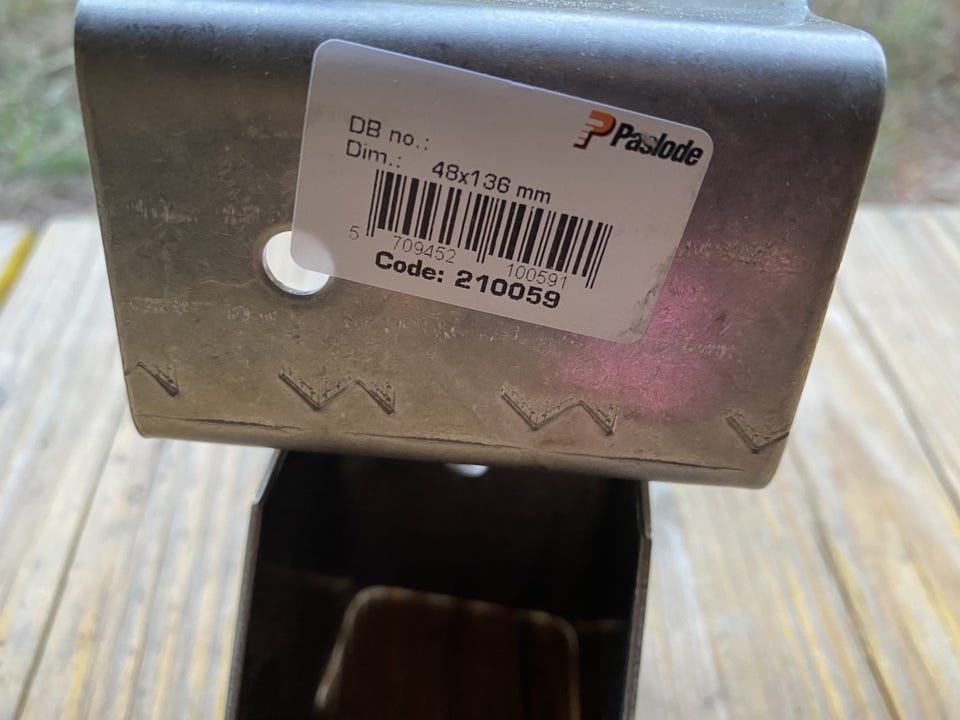 Paslode
DB no.:
Dim.: 48x136 mm
5 709452 100591
Code: 210059